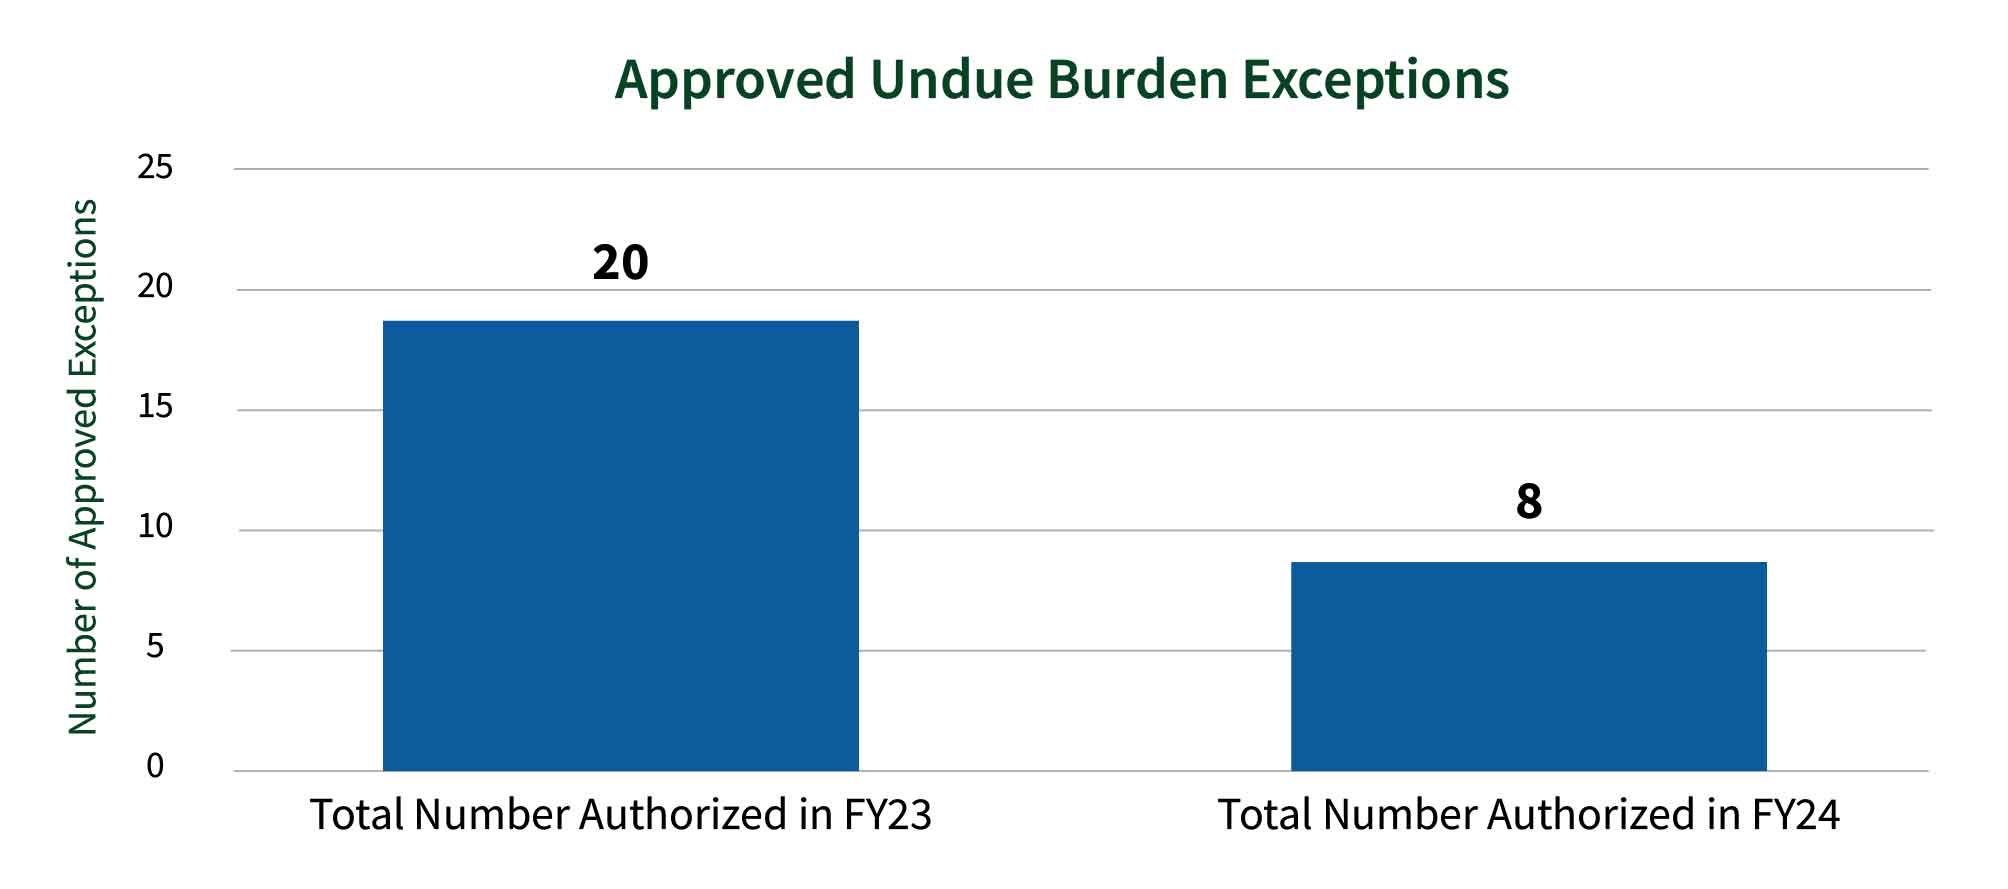 Approved Undue Burden Exceptions
Number of Approved Exceptions
25
20
15
10
5
0
20
8
Total Number Authorized in FY23
Total Number Authorized in FY24